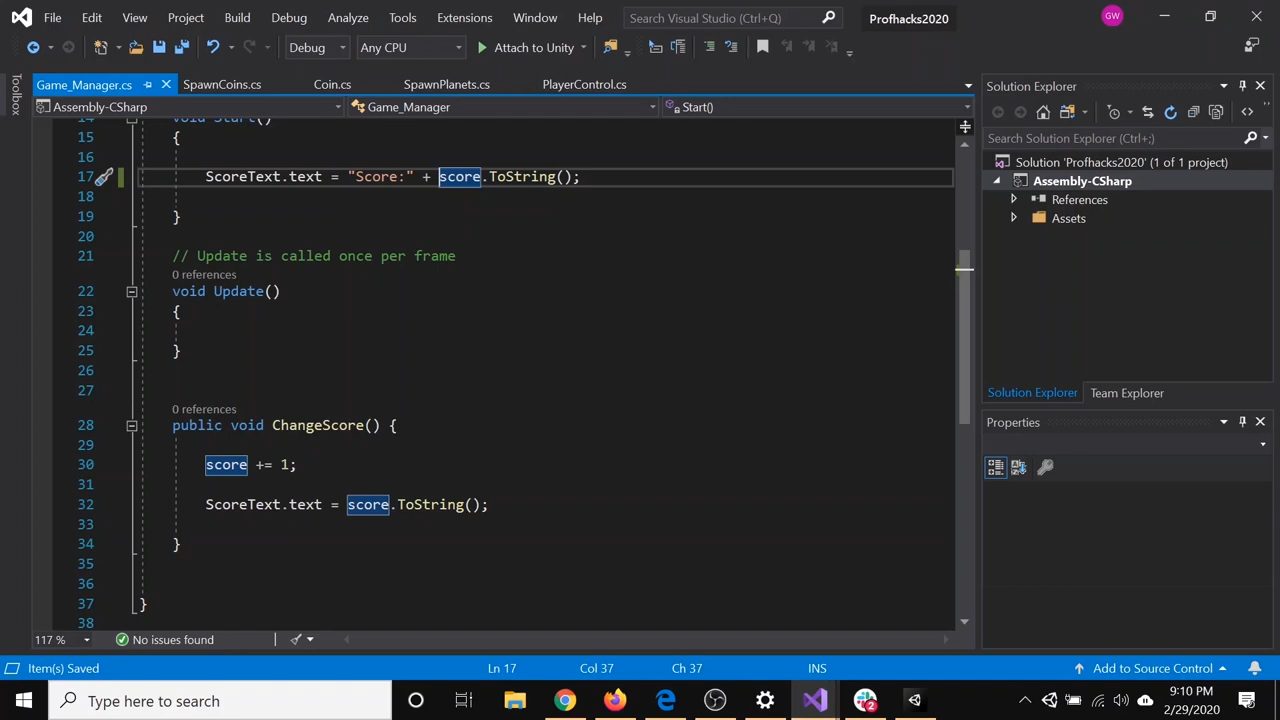 File Edit View Project Build Debug Analyze Tools Extensions Window Help Search Visual Studio (Ctrl+Q) Profhacks2020 GW
Debug Any CPU Attach to Unity
Toolbox
Game_Manager.cs SpawnCoins.cs Coin.cs SpawnPlanets.cs PlayerControl.cs
Assembly-CSharp Game_Manager Start()
14 void Start()
15 {
16
17 ScoreText.text = "Score:" + score.ToString();
18
19 }
20
21 // Update is called once per frame
0 references
22 void Update()
23 {
24
25 }
26
27
0 references
28 public void ChangeScore() {
29
30 score += 1;
31
32 ScoreText.text = score.ToString();
33
34 }
35
36
37 }
38
117 % No issues found
Solution Explorer
Search Solution Explorer (Ctrl+;)
Solution 'Profhacks2020' (1 of 1 project)
Assembly-CSharp
References
Assets
Solution Explorer Team Explorer
Properties
Item(s) Saved Ln 17 Col 37 Ch 37 INS Add to Source Control
Type here to search 2 9:10 PM
2/29/2020